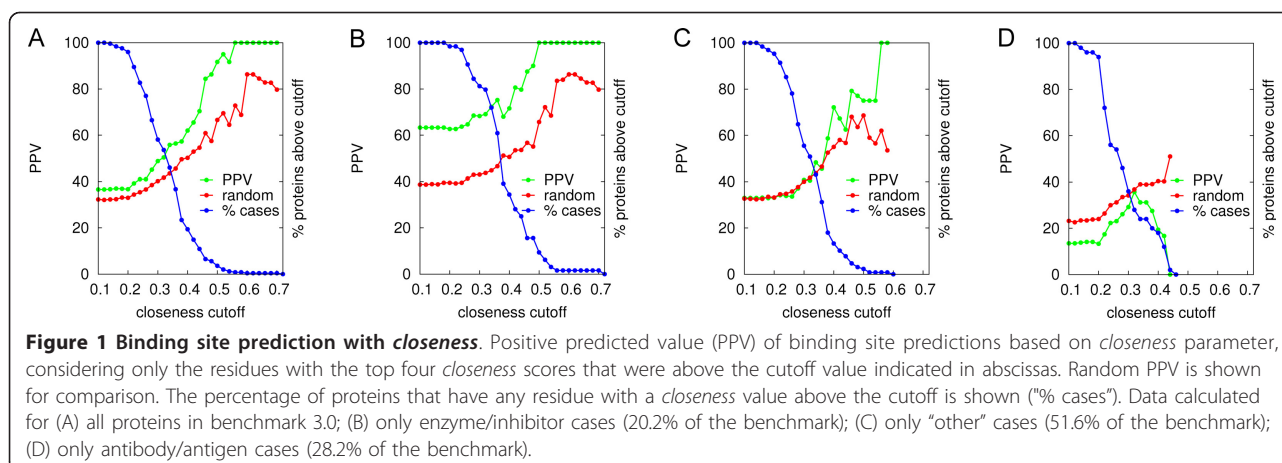 A
B
C
D
100
80
60
40
20
0
PPV
% proteins above cutoff
PPV
random
% cases
0.1 0.2 0.3 0.4 0.5 0.6 0.7
closeness cutoff
100
80
60
40
20
0
PPV
% proteins above cutoff
PPV
random
% cases
0.1 0.2 0.3 0.4 0.5 0.6 0.7
closeness cutoff
100
80
60
40
20
0
PPV
% proteins above cutoff
PPV
random
% cases
0.1 0.2 0.3 0.4 0.5 0.6 0.7
closeness cutoff
100
80
60
40
20
0
PPV
% proteins above cutoff
PPV
random
% cases
0.1 0.2 0.3 0.4 0.5 0.6 0.7
closeness cutoff
Figure 1 Binding site prediction with closeness. Positive predicted value (PPV) of binding site predictions based on closeness parameter,
considering only the residues with the top four closeness scores that were above the cutoff value indicated in abscissas. Random PPV is shown
for comparison. The percentage of proteins that have any residue with a closeness value above the cutoff is shown ("% cases"). Data calculated
for (A) all proteins in benchmark 3.0; (B) only enzyme/inhibitor cases (20.2% of the benchmark); (C) only “other” cases (51.6% of the benchmark);
(D) only antibody/antigen cases (28.2% of the benchmark).